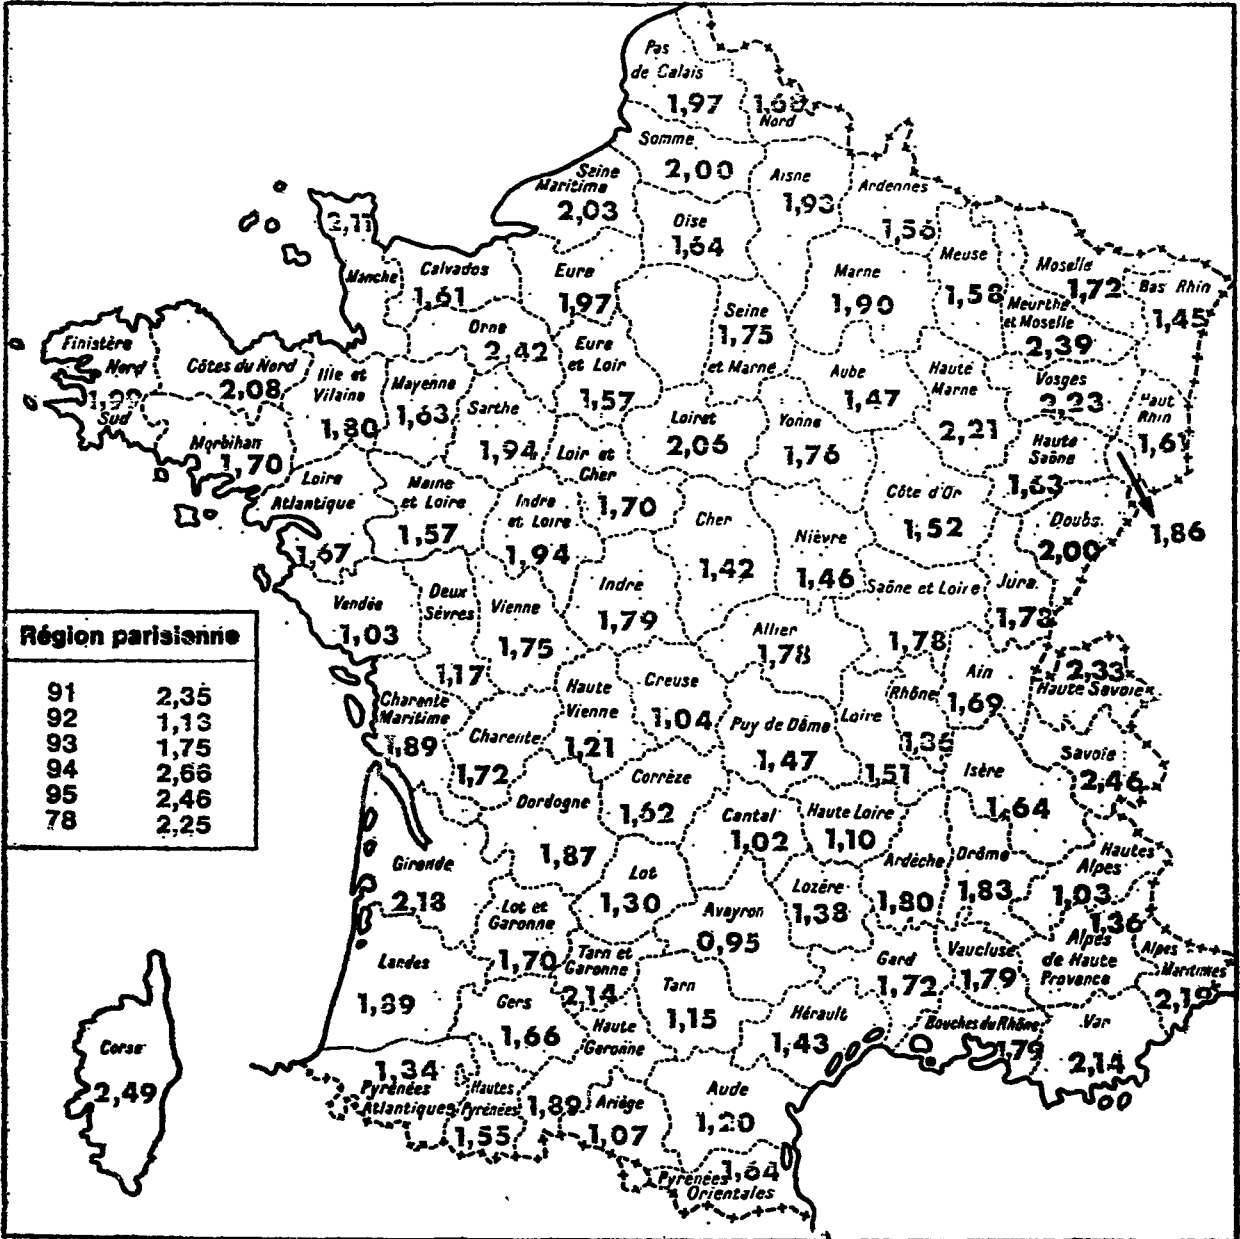 Pas
de Calais
1,97
Nord
Somme
2,00
Seine
Maritime
2,03
Aisne
1,93
Ardennes
1,56
Oise
1,64
2,11
Manche
Calvados
1,61
Eure
1,97
Marne
1,90
Meuse
1,58
Moselle
1,72
Bas Rhin
1,45
Meurthe
et Moselle
2,39
Seine
1,75
et Marne
Orne
2,42
Eure
et Loir
1,57
Finistère
Nord
Sud
Côtes du Nord
2,08
Ille et
Vilaine
1,80
Mayenne
1,63
Sarthe
1,94
Aube
1,47
Haute
Marne
2,21
Vosges
2,23
Haut
Rhin
1,61
Morbihan
1,70
Loiret
2,06
Yonne
1,76
Haute
Saône
1,63
Loir et
Cher
1,70
Loire
Atlantique
1,67
Maine
et Loire
1,57
Indre
et Loire
1,94
Cher
1,42
Nièvre
1,46
Côte d'Or
1,52
Doubs
2,00
1,86
Vendée
1,03
Deux
Sèvres
1,17
Vienne
1,75
Indre
1,79
Allier
1,78
Saône et Loire
1,78
Jura
1,73
Région parisienne
91 2,35
92 1,13
93 1,75
94 2,66
95 2,46
78 2,25
Charente
Maritime
1,89
Charente
1,72
Haute
Vienne
1,21
Creuse
1,04
Puy de Dôme
1,47
Loire
1,51
Rhône
Ain
1,69
2,33
Haute Savoie
Savoie
2,46
Isère
1,64
Dordogne
1,87
Corrèze
1,62
Cantal
1,02
Haute Loire
1,10
Gironde
2,13
Lot et
Garonne
1,70
Lot
1,30
Aveyron
0,95
Lozère
1,38
Ardèche
1,80
Drôme
1,83
Hautes
Alpes
1,03
1,36
Alpes
de Haute
Provence
Alpes
Maritimes
Landes
Gers
1,66
Tarn et
Garonne
2,14
Tarn
1,15
Hérault
1,43
Gard
1,72
Vaucluse
1,79
Bouches du Rhône
1,79
Var
2,14
Haute
Garonne
1,89
1,34
Pyrénées
Atlantiques
Hautes
Pyrénées
1,55
Ariège
1,07
Aude
1,20
1,64
Pyrénées
Orientales
Corse
2,49